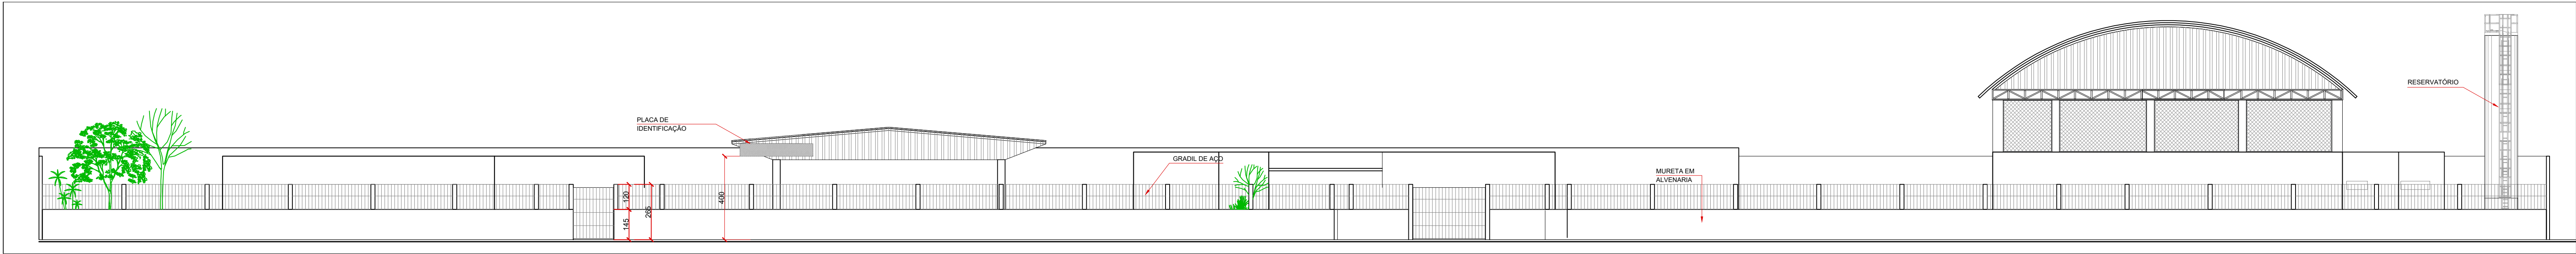 PLACA DE
IDENTIFICAÇÃO
120
145
265
400
GRADIL DE AÇO
MURETA EM
ALVENARIA
RESERVATÓRIO